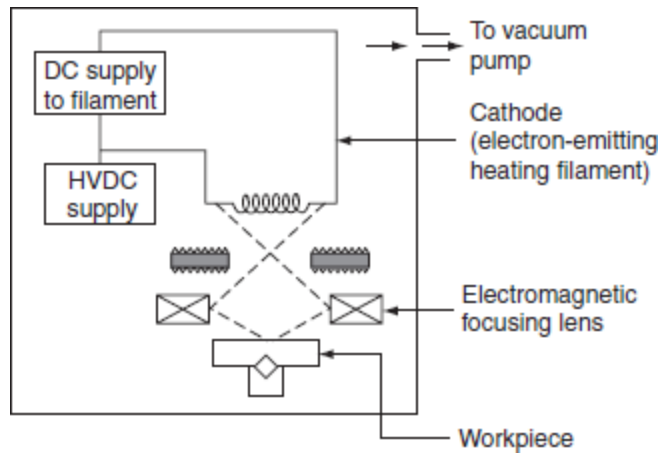 To vacuum
pump
DC supply
to filament
Cathode
(electron-emitting
heating filament)
HVDC
supply
Electromagnetic
focusing lens
Workpiece